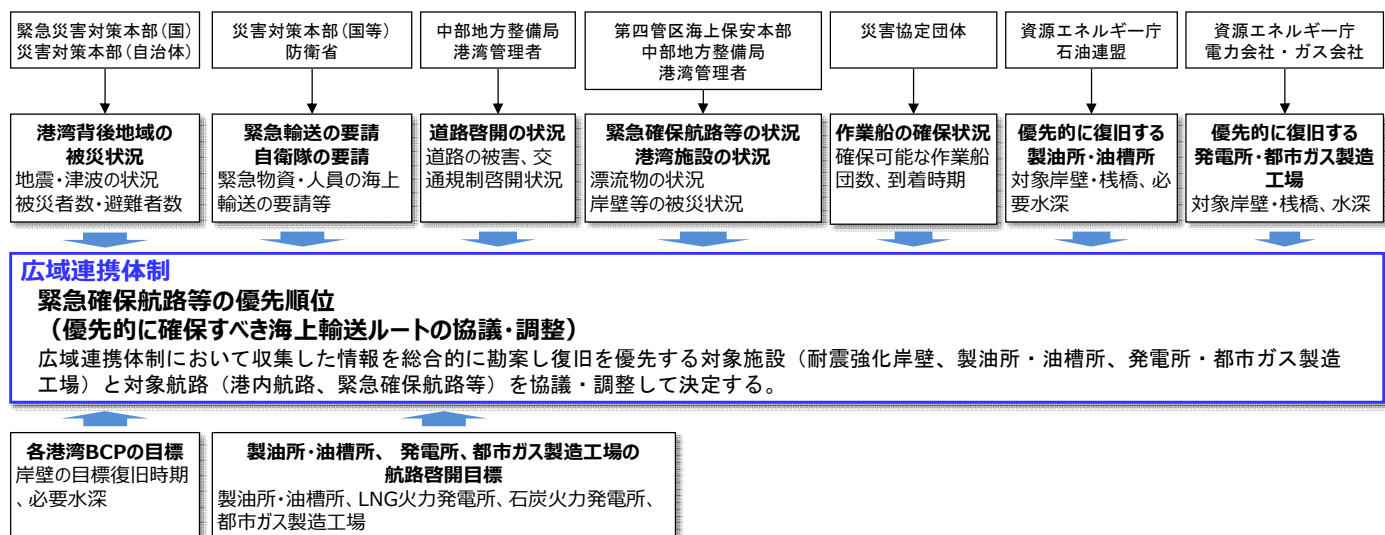 緊急災害対策本部（国）
災害対策本部（自治体）
災害対策本部（国等）
防衛省
中部地方整備局
港湾管理者
第四管区海上保安本部
中部地方整備局
港湾管理者
災害協定団体
資源エネルギー庁
石油連盟
資源エネルギー庁
電力会社・ガス会社
港湾背後地域の
被災状況
地震・津波の状況
被災者数・避難者数
緊急輸送の要請
自衛隊の要請
緊急物資・人員の海上
輸送の要請等
道路啓開の状況
道路の被害、交
通規制啓開状況
緊急確保航路等の状況
港湾施設の状況
漂流物の状況
岸壁等の被災状況
作業船の確保状況
確保可能な作業船
団数、到着時期
優先的に復旧する
製油所・油槽所
対象岸壁・桟橋、必
要水深
優先的に復旧する
発電所・都市ガス製造
工場
対象岸壁・桟橋、水深
広域連携体制
緊急確保航路等の優先順位
（優先的に確保すべき海上輸送ルートの協議・調整）
広域連携体制において収集した情報を総合的に勘案し復旧を優先する対象施設（耐震強化岸壁、製油所・油槽所、発電所・都市ガス製造
工場）と対象航路（港内航路、緊急確保航路等）を協議・調整して決定する。
各港湾BCPの目標
岸壁の目標復旧時期
、必要水深
製油所・油槽所、 発電所、都市ガス製造工場の
航路啓開目標
製油所・油槽所、LNG火力発電所、石炭火力発電所、
都市ガス製造工場